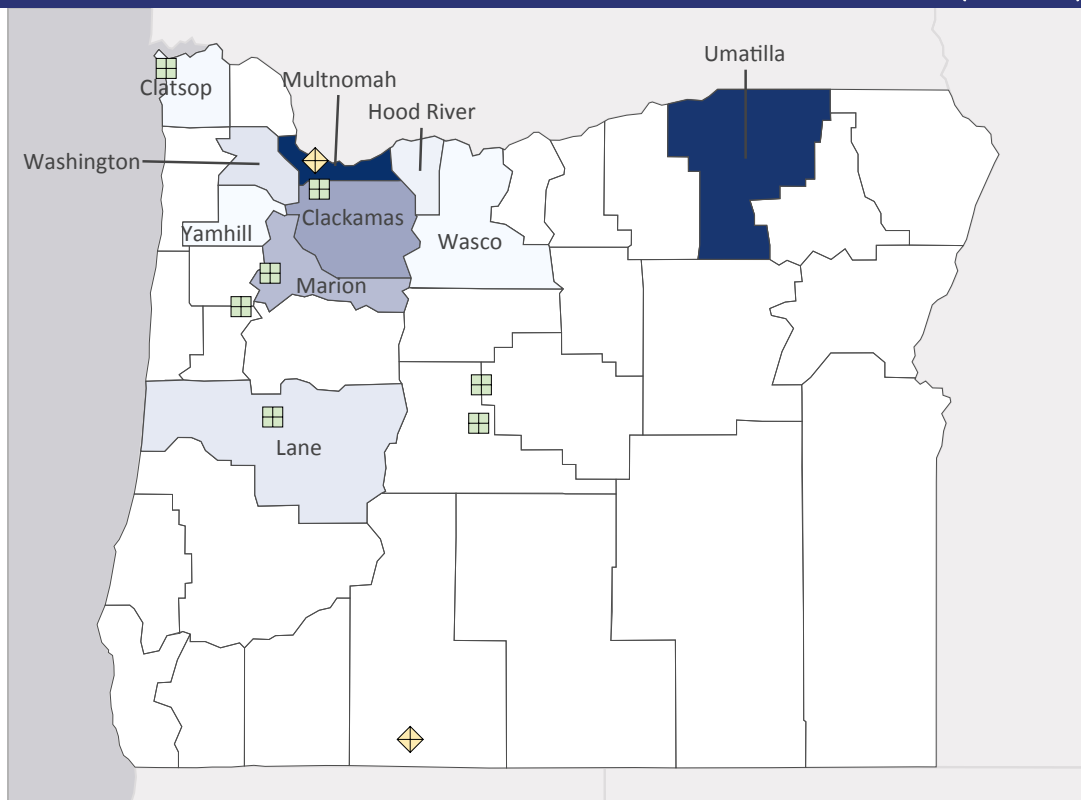 Umatilla
Multnomah
Clatsop
Hood River
Washington
Clackamas
Yamhill
Wasco
Marion
Lane